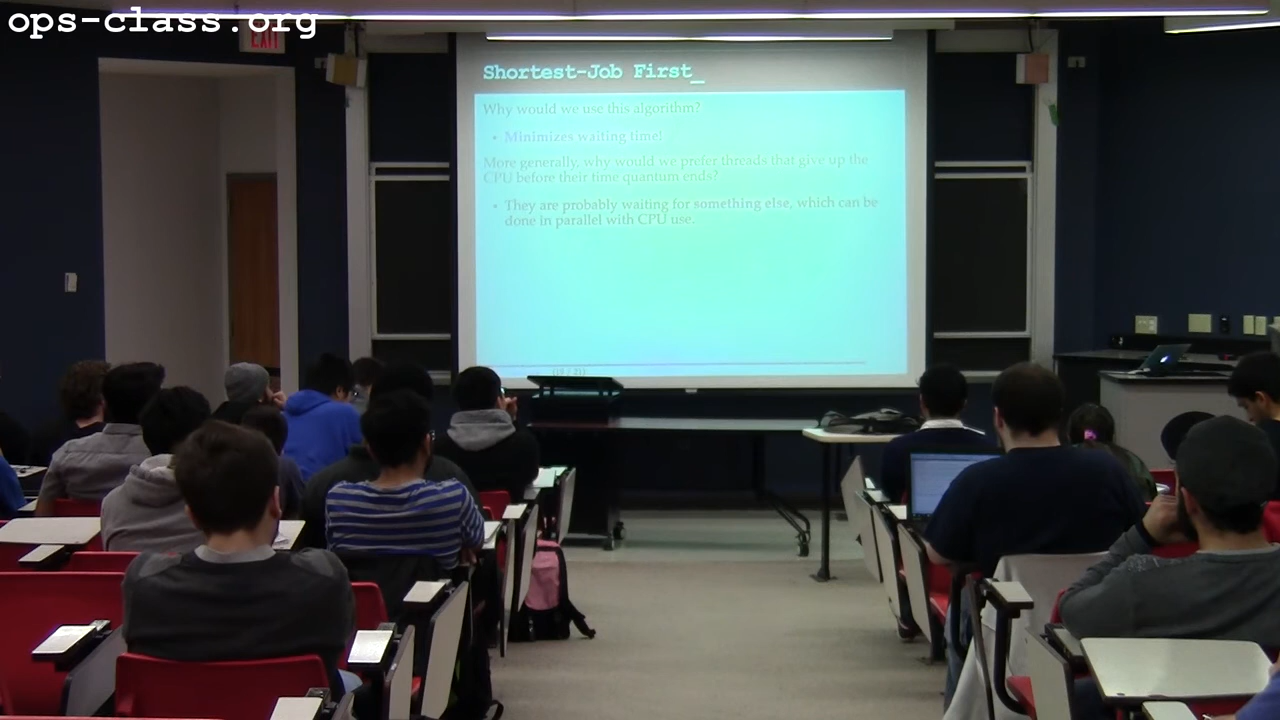 ops-class.org
EXIT
Shortest-Job First_
Why would we use this algorithm?
• Minimizes waiting time!
More generally, why would we prefer threads that give up the
CPU before their time quantum ends?
• They are probably waiting for something else, which can be
done in parallel with CPU use.
(18 / 21)